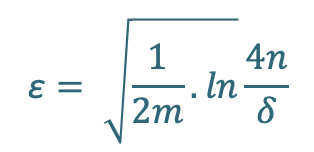 ε = √(1/2m) . ln 4n/δ